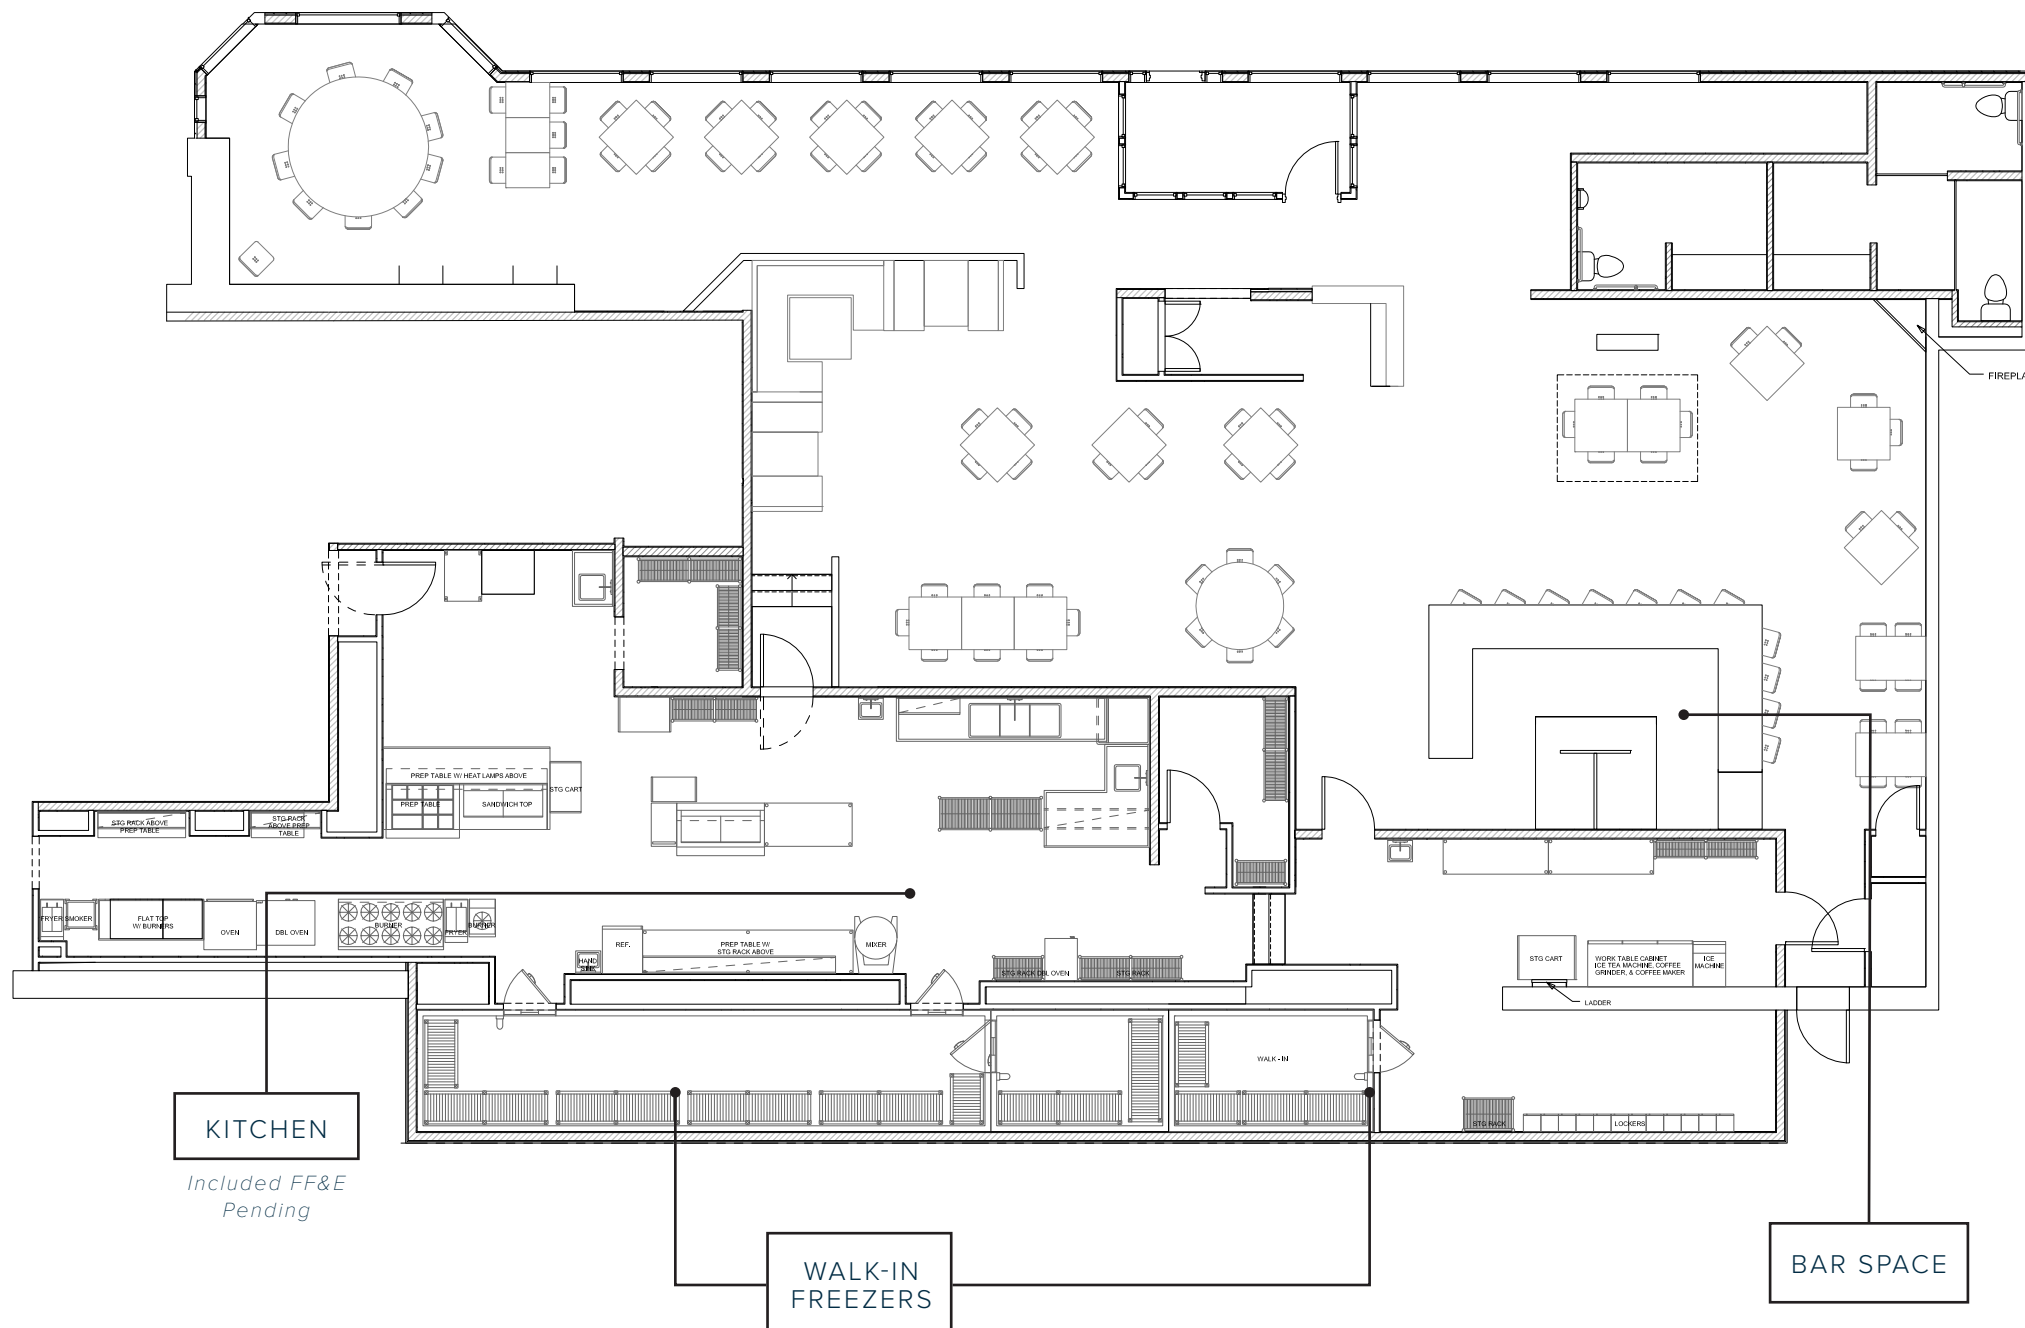 FIREPLA
PREP TABLE W/ HEAT LAMPS ABOVE
PREP TABLE
SANDWICH TOP
STG CART
STG RACK ABOVE
PREP TABLE
STG RACK
ABOVE PREP
TABLE
FRYER
SMOKER
FLAT TOP
W/ BURNERS
OVEN
DBL OVEN
BURNER
FRYER
BURNER
HAND
SINK
REF.
PREP TABLE W/
STG RACK ABOVE
MIXER
STG RACK
DBL OVEN
STG RACK
STG CART
WORK TABLE CABINET
ICE TEA MACHINE, COFFEE
GRINDER, & COFFEE MAKER
ICE
MACHINE
LADDER
WALK - IN
STG RACK
LOCKERS
KITCHEN
Included FF&E
Pending
WALK-IN
FREEZERS
BAR SPACE